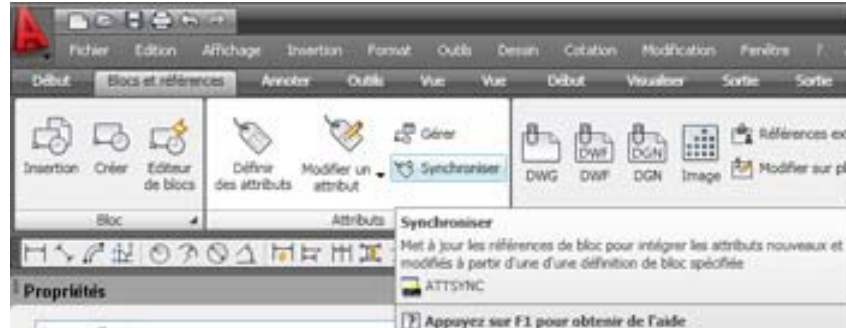 Fichier Edition Affichage Insertion Format Outils Dessin Cotation Modification Fenêtre ?
Début Blocs et références Annoter Outils Vue Vue Début Visualiser Sortie Sortie
Insertion Créer Editeur de blocs Définir des attributs Modifier un attribut Gérer Synchroniser DWG DWF DGN Image Références ex Modifier sur pl
Bloc Attributs
Synchroniser
Met à jour les références de bloc pour intégrer les attributs nouveaux et
modifiés à partir d'une d'une définition de bloc spécifiée
ATTSYNC
Propriétés
Appuyez sur F1 pour obtenir de l'aide